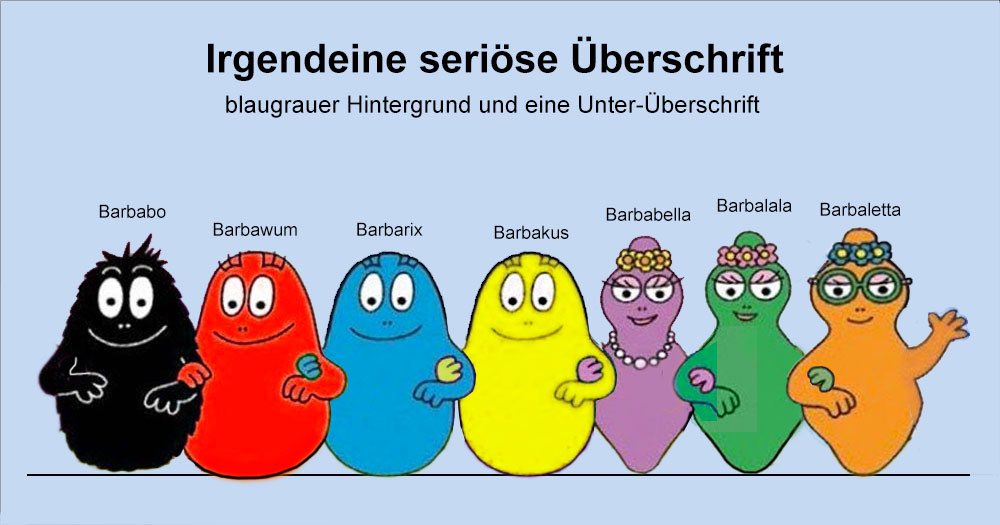 Irgendeine seriöse Überschrift
blaugrauer Hintergrund und eine Unter-Überschrift
Barbabo
Barbawum
Barbarix
Barbakus
Barbabella
Barbalala
Barbaletta